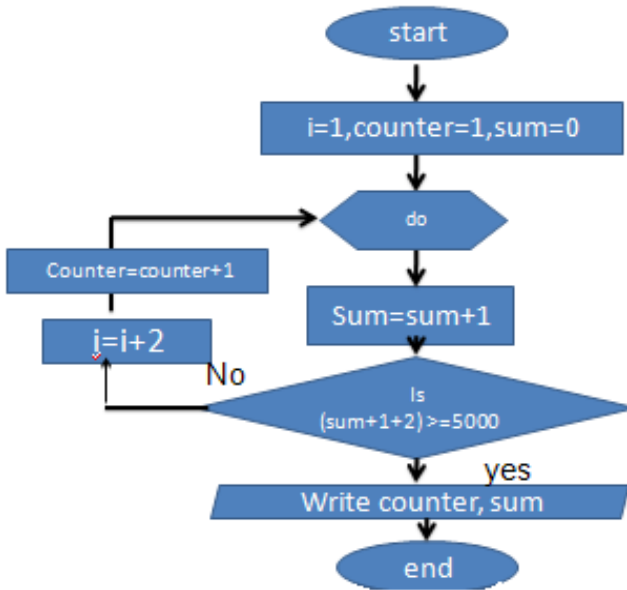 start
i=1,counter=1,sum=0
do
Counter=counter+1
Sum=sum+1
i=i+2
No
Is
(sum+1+2) >=5000
yes
Write counter, sum
end